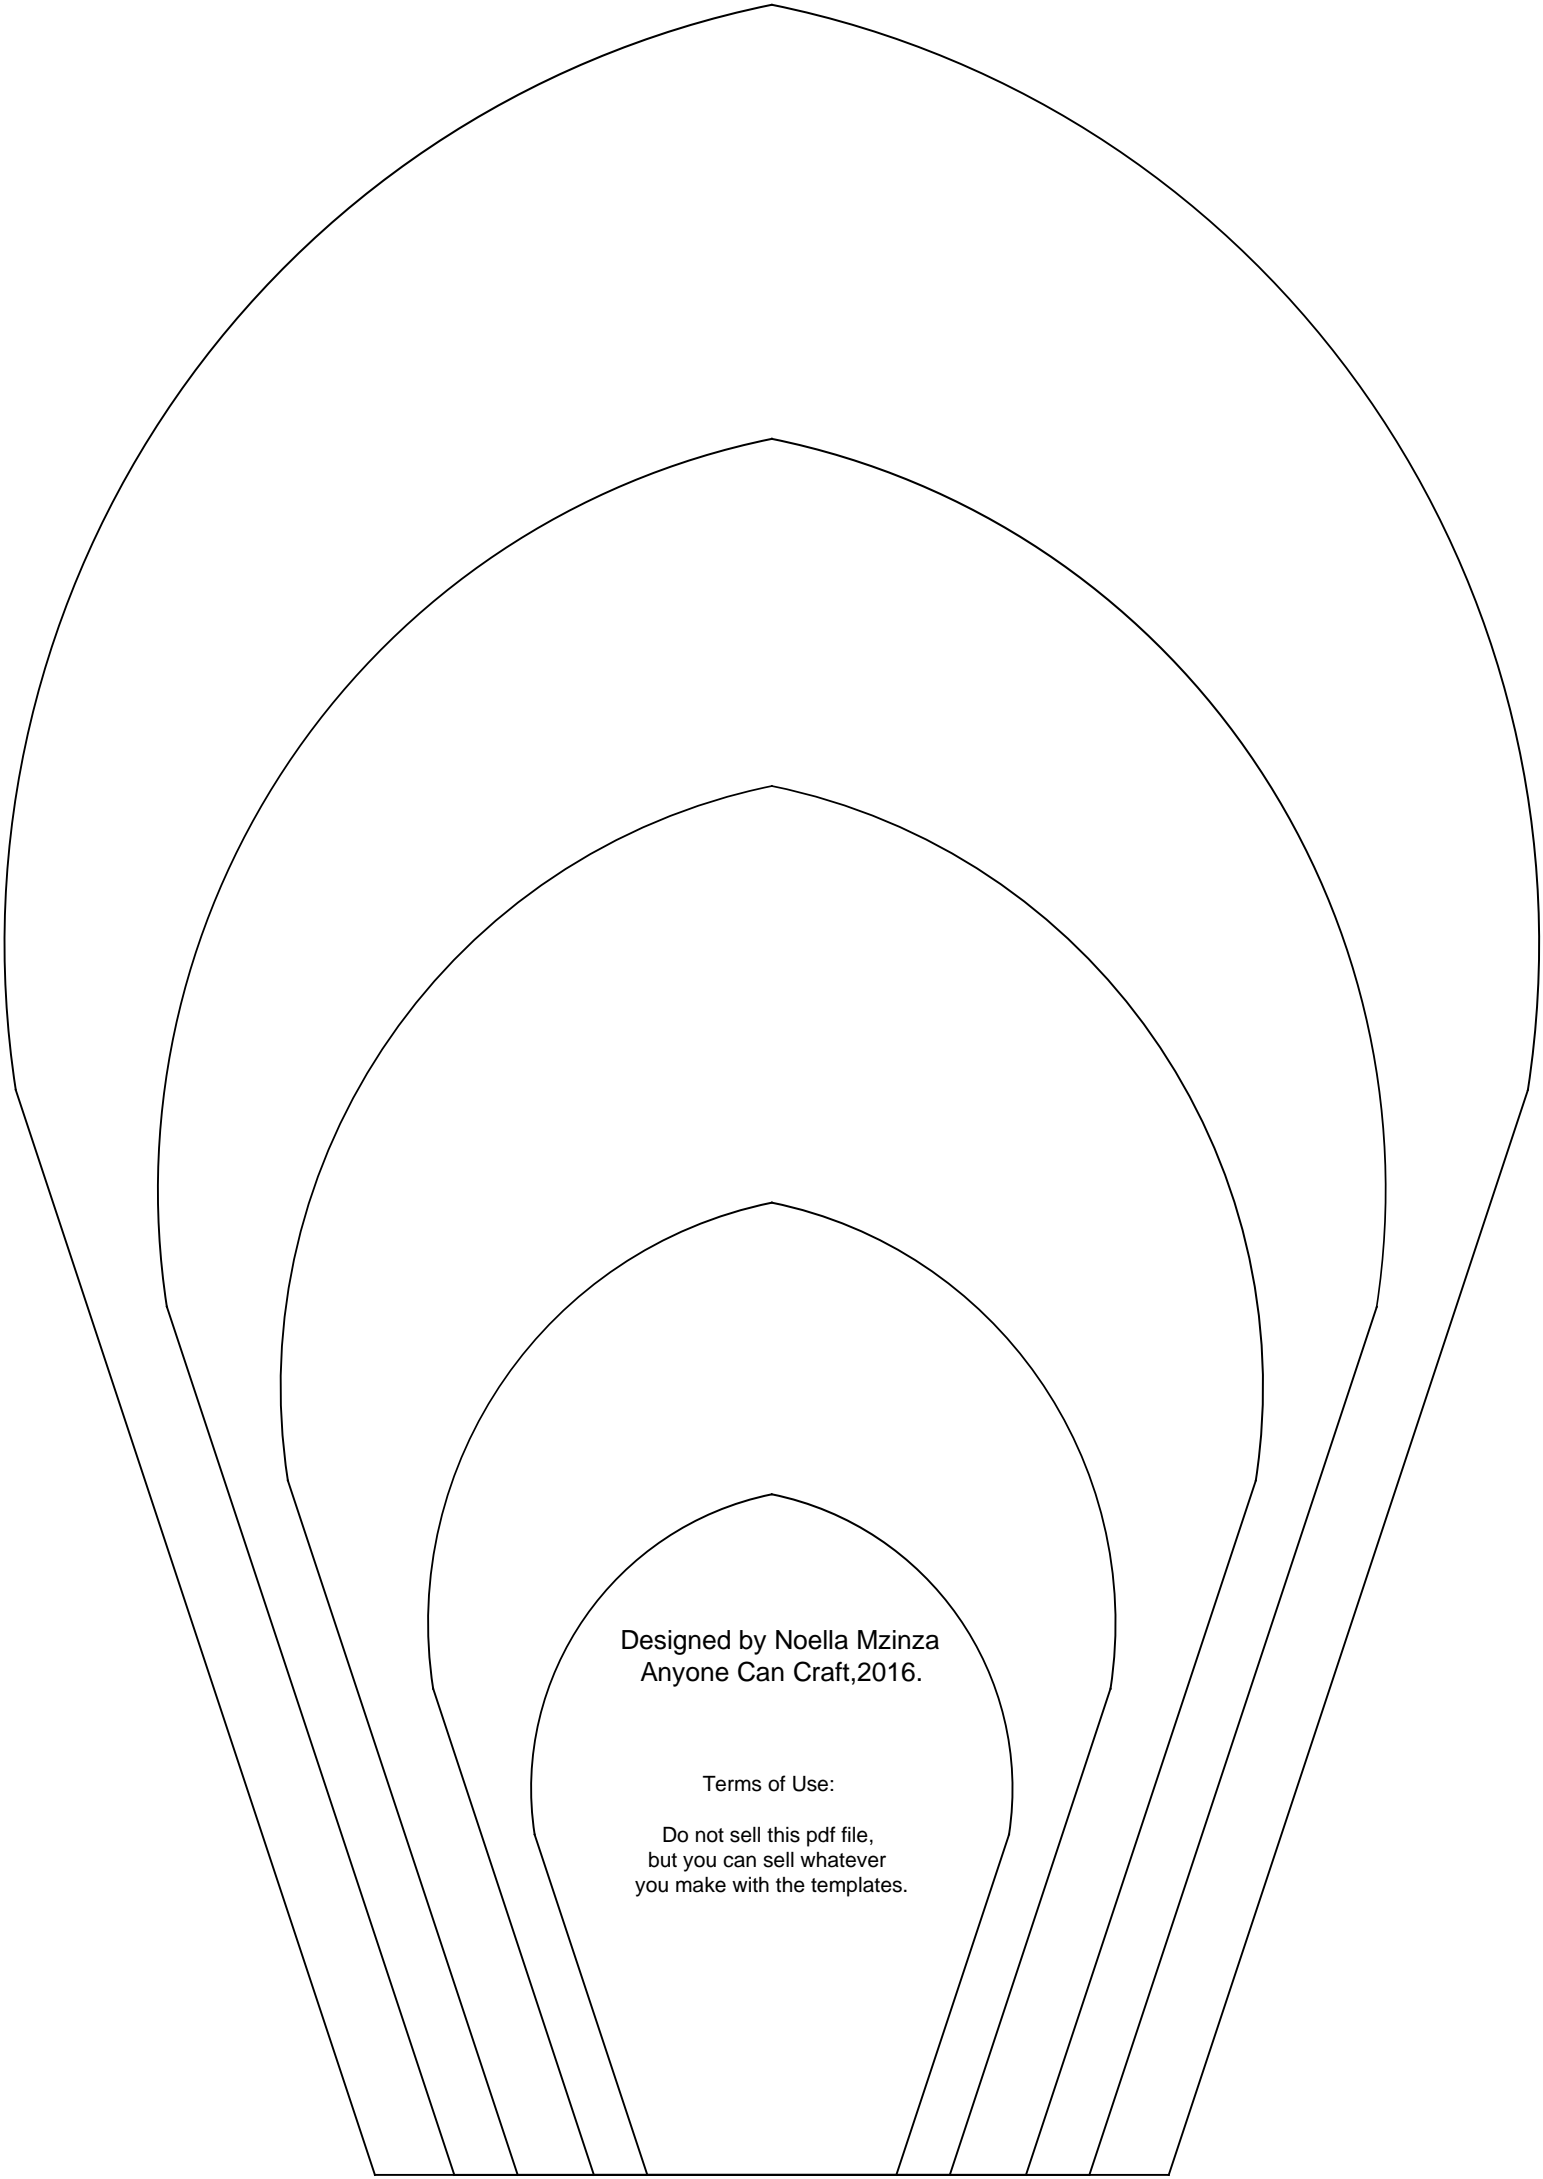 Designed by Noella Mzinza
Anyone Can Craft,2016.
Terms of Use:
Do not sell this pdf file,
but you can sell whatever
you make with the templates.